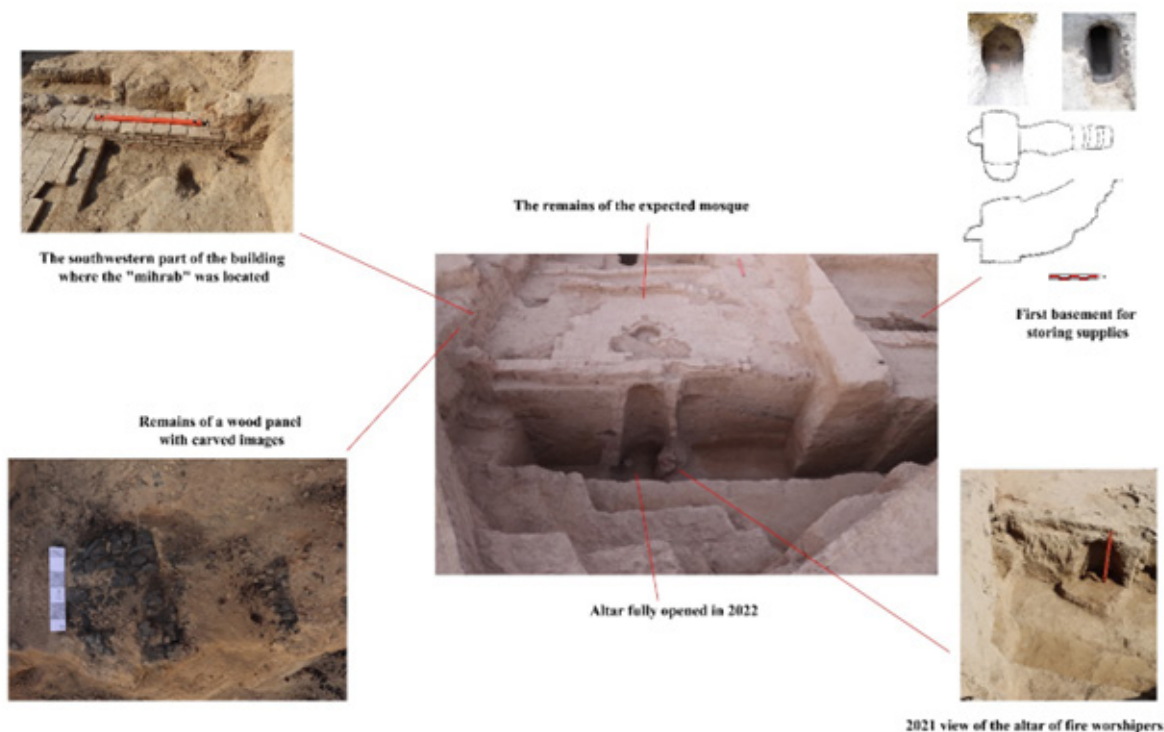 The southwestern part of the building
where the "mihrab" was located
The remains of the expected mosque
First basement for
storing supplies
Remains of a wood panel
with carved images
Altar fully opened in 2022
2021 view of the altar of fire worshipers